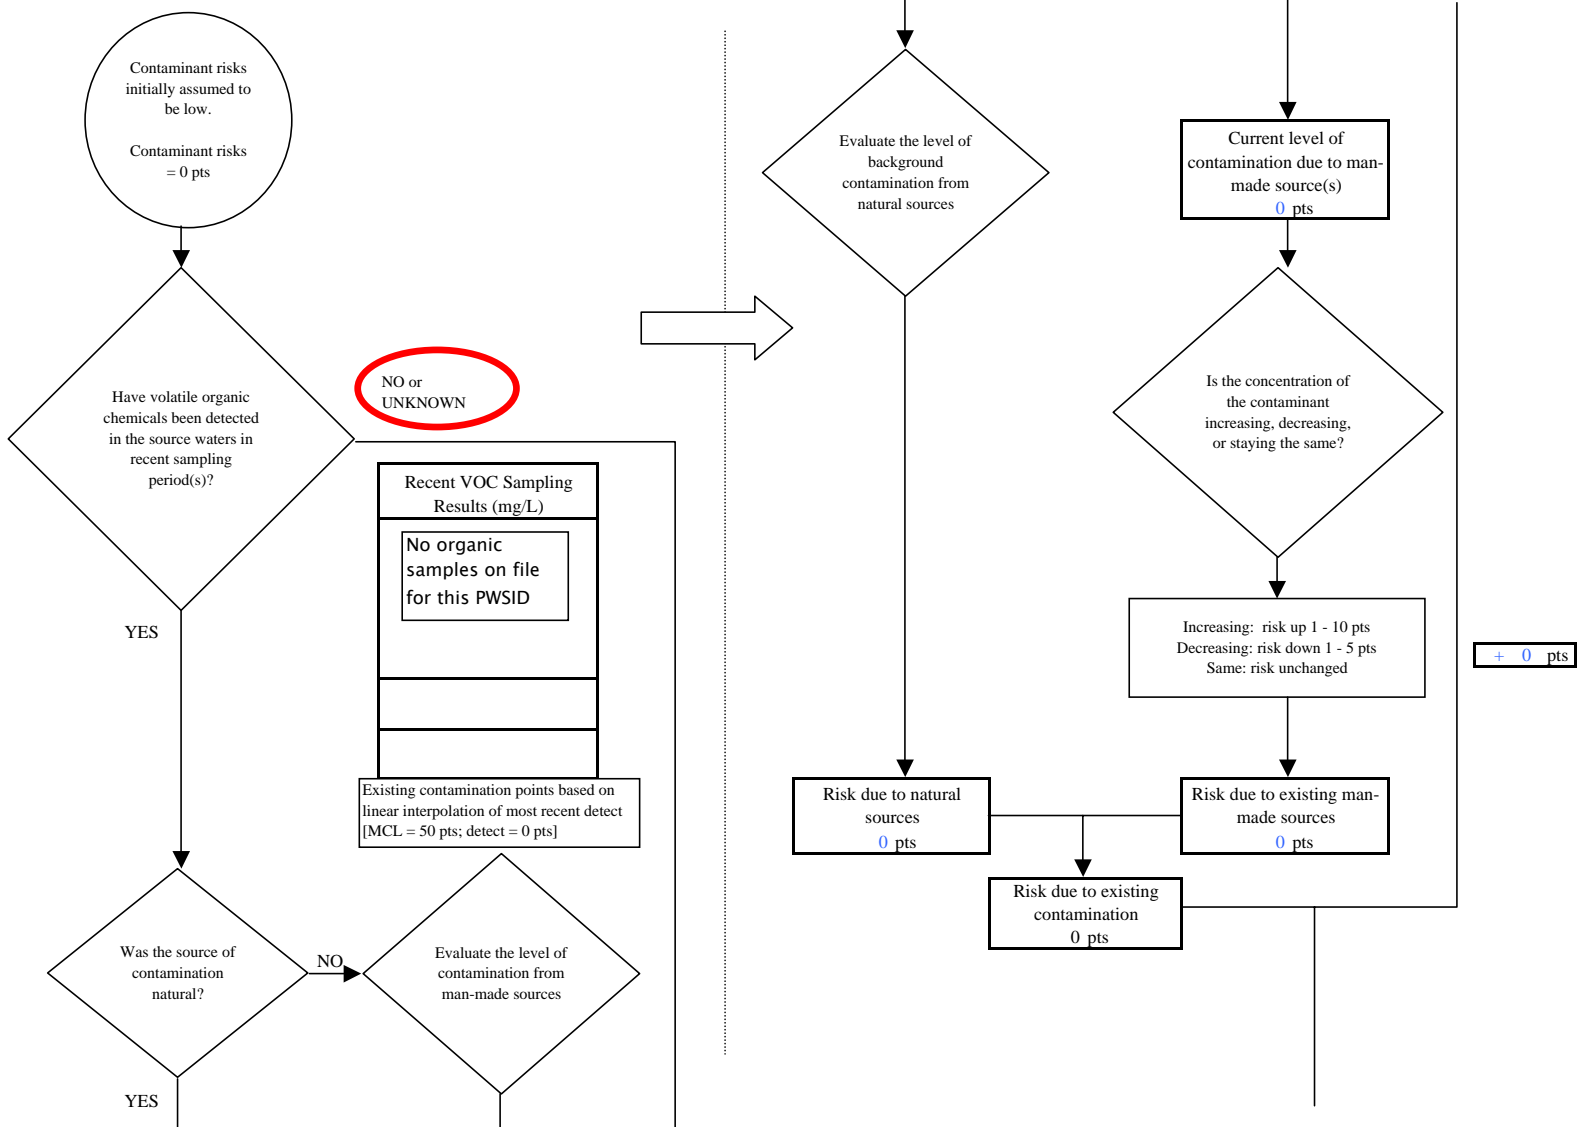 Contaminant risks
initially assumed to
be low.
Contaminant risks
= 0 pts
Have volatile organic
chemicals been detected
in the source waters in
recent sampling
period(s)?
NO or
UNKNOWN
YES
Recent VOC Sampling
Results (mg/L)
No organic
samples on file
for this PWSID
Existing contamination points based on
linear interpolation of most recent detect
[MCL = 50 pts; detect = 0 pts]
Was the source of
contamination
natural?
NO
YES
Evaluate the level of
contamination from
man-made sources
Evaluate the level of
background
contamination from
natural sources
Current level of
contamination due to man-
made source(s)
0 pts
Is the concentration of
the contaminant
increasing, decreasing,
or staying the same?
Increasing: risk up 1 - 10 pts
Decreasing: risk down 1 - 5 pts
Same: risk unchanged
+ 0 pts
Risk due to natural
sources
0 pts
Risk due to existing man-
made sources
0 pts
Risk due to existing
contamination
0 pts